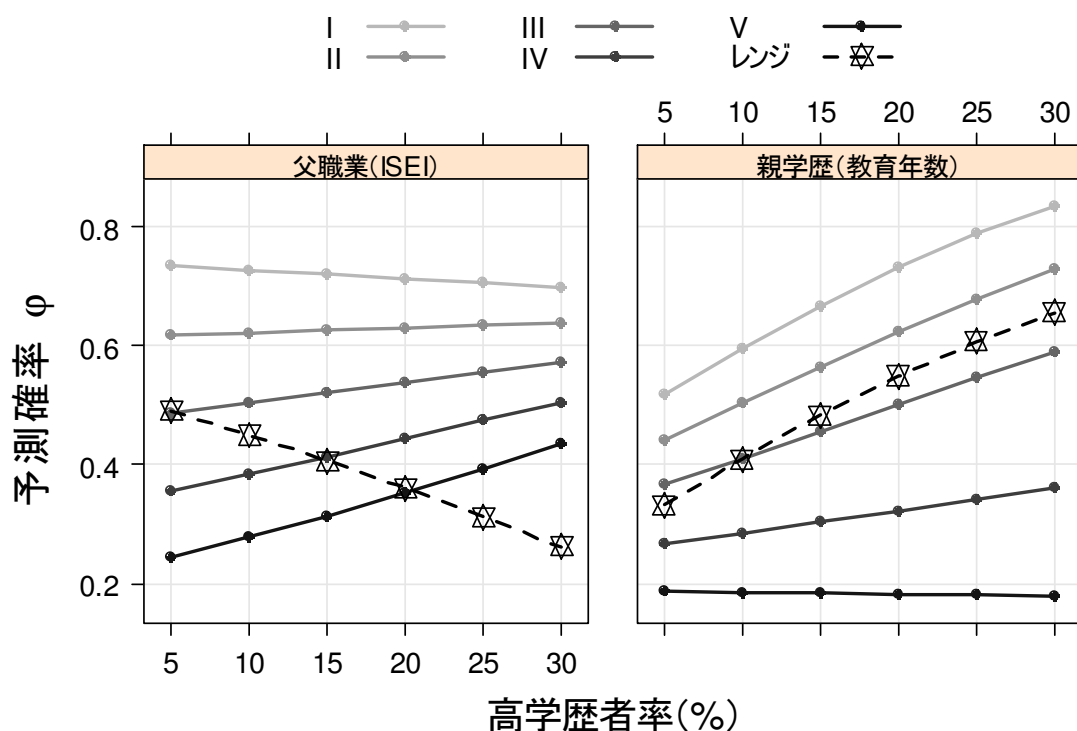 I III V
II IV レンジ
5 10 15 20 25 30
父職業(ISEI) 親学歴(教育年数)
0.8
0.6
0.4
0.2
予測確率 φ
5 10 15 20 25 30
高学歴者率(%)